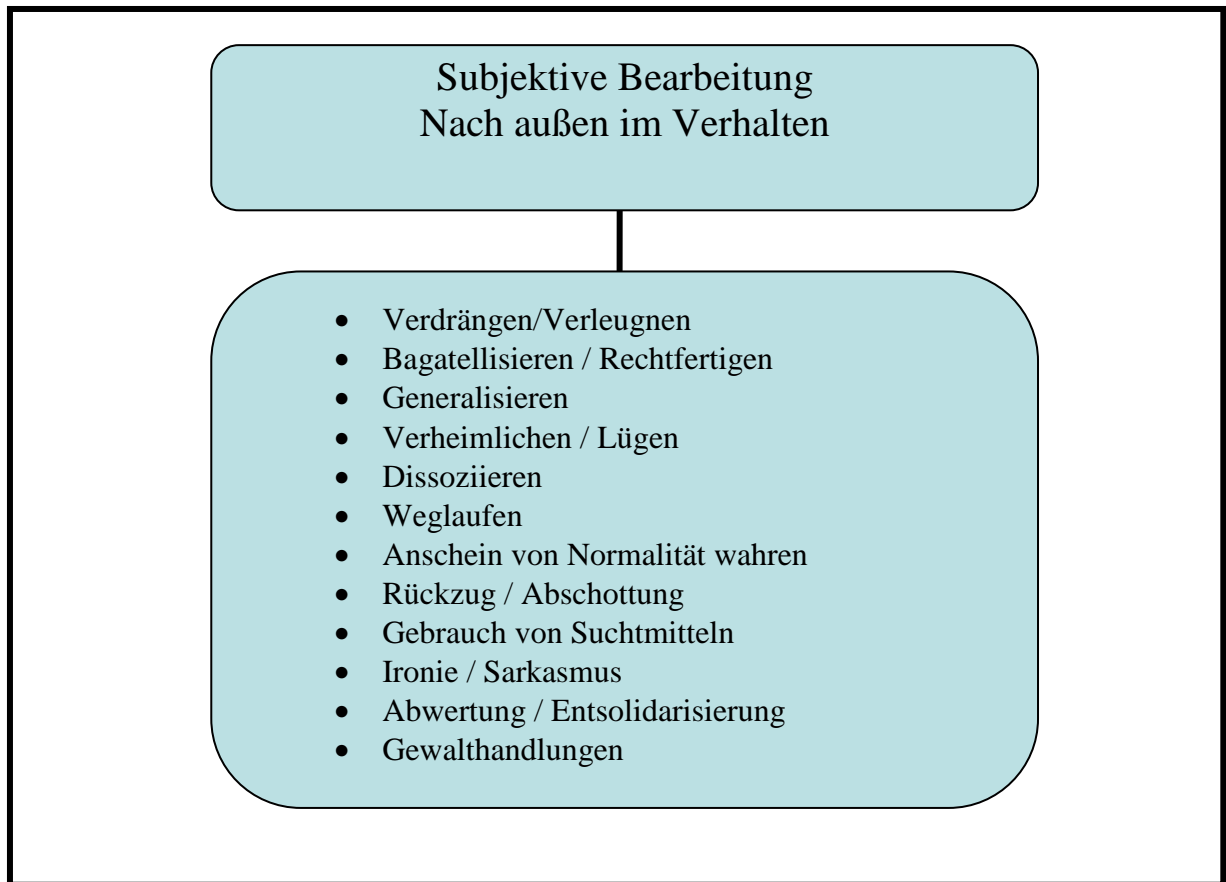 Subjektive Bearbeitung
Nach außen im Verhalten
• Verdrängen/Verleugnen
• Bagatellisieren / Rechtfertigen
• Generalisieren
• Verheimlichen / Lügen
• Dissoziieren
• Weglaufen
• Anschein von Normalität wahren
• Rückzug / Abschottung
• Gebrauch von Suchtmitteln
• Ironie / Sarkasmus
• Abwertung / Entsolidarisierung
• Gewalthandlungen